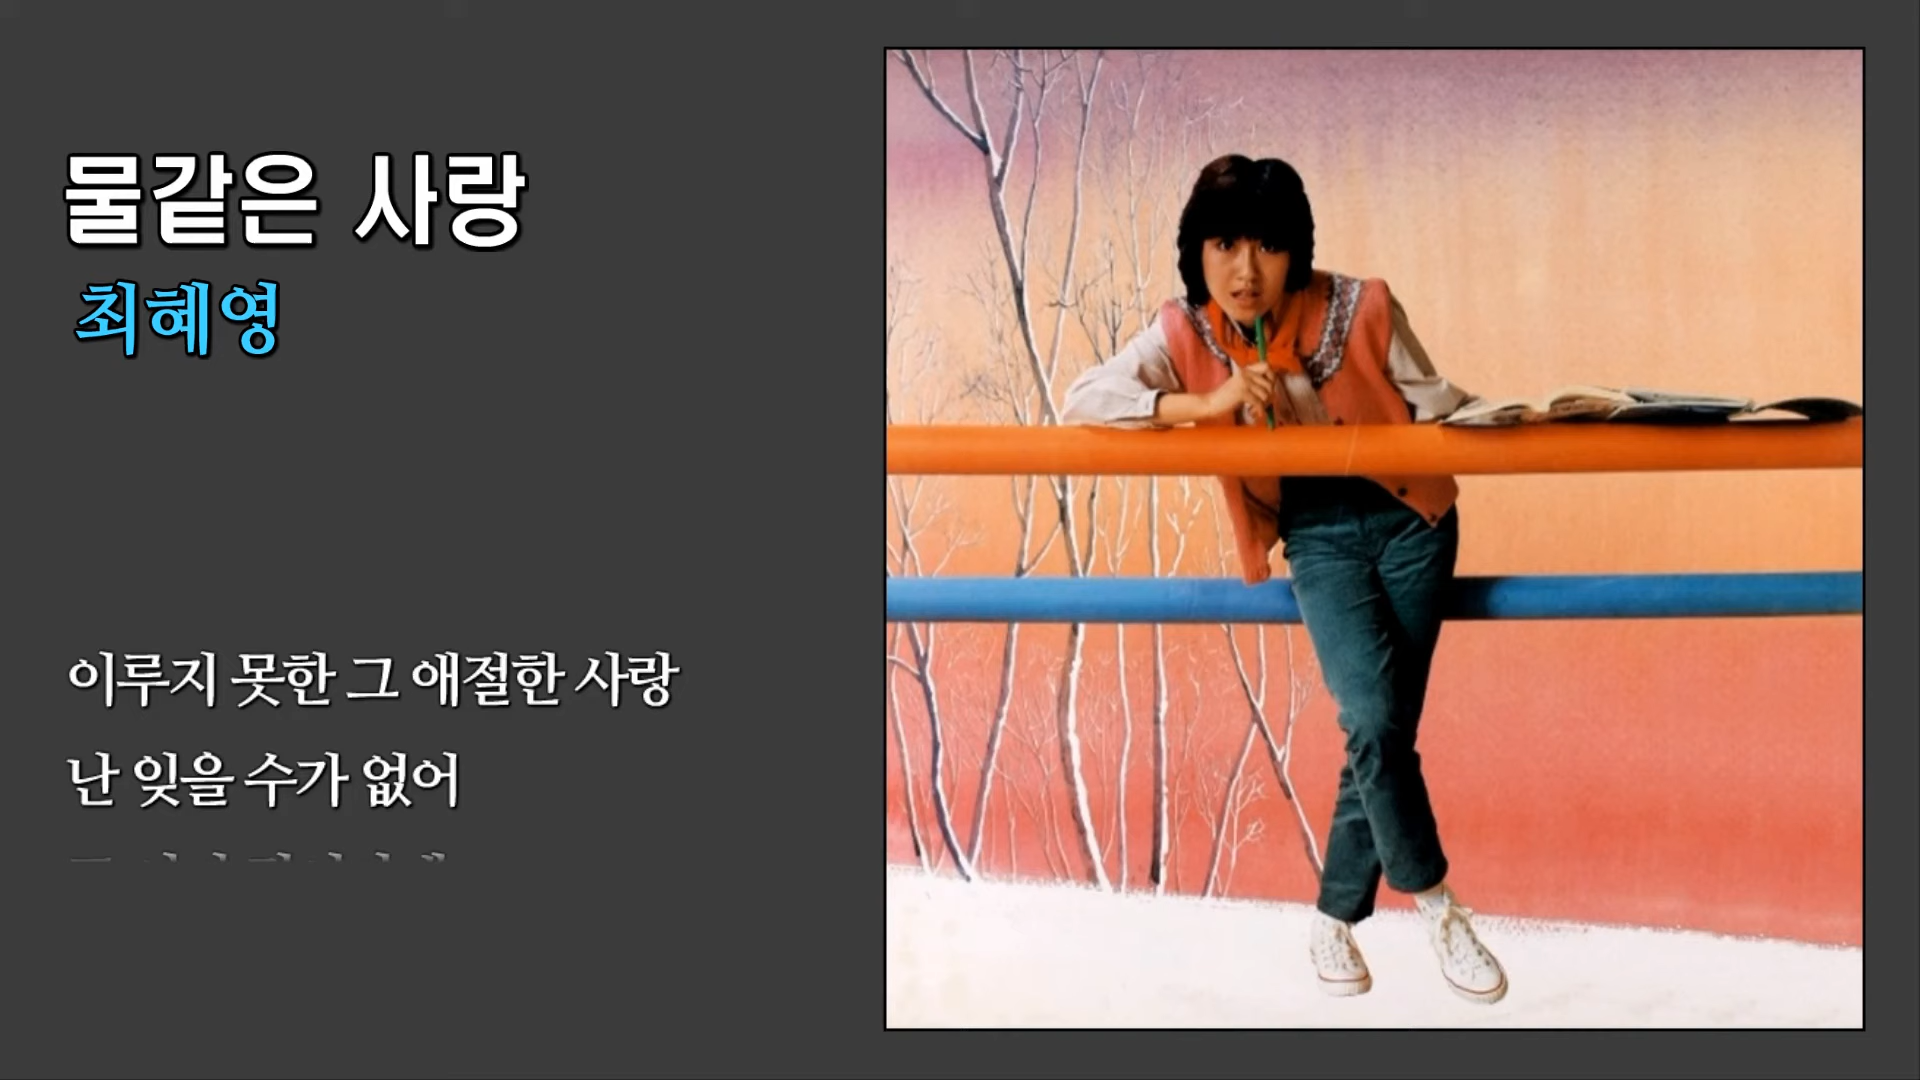 물같은 사랑
최혜영
이루지 못한 그 애절한 사랑
난 잊을 수가 없어